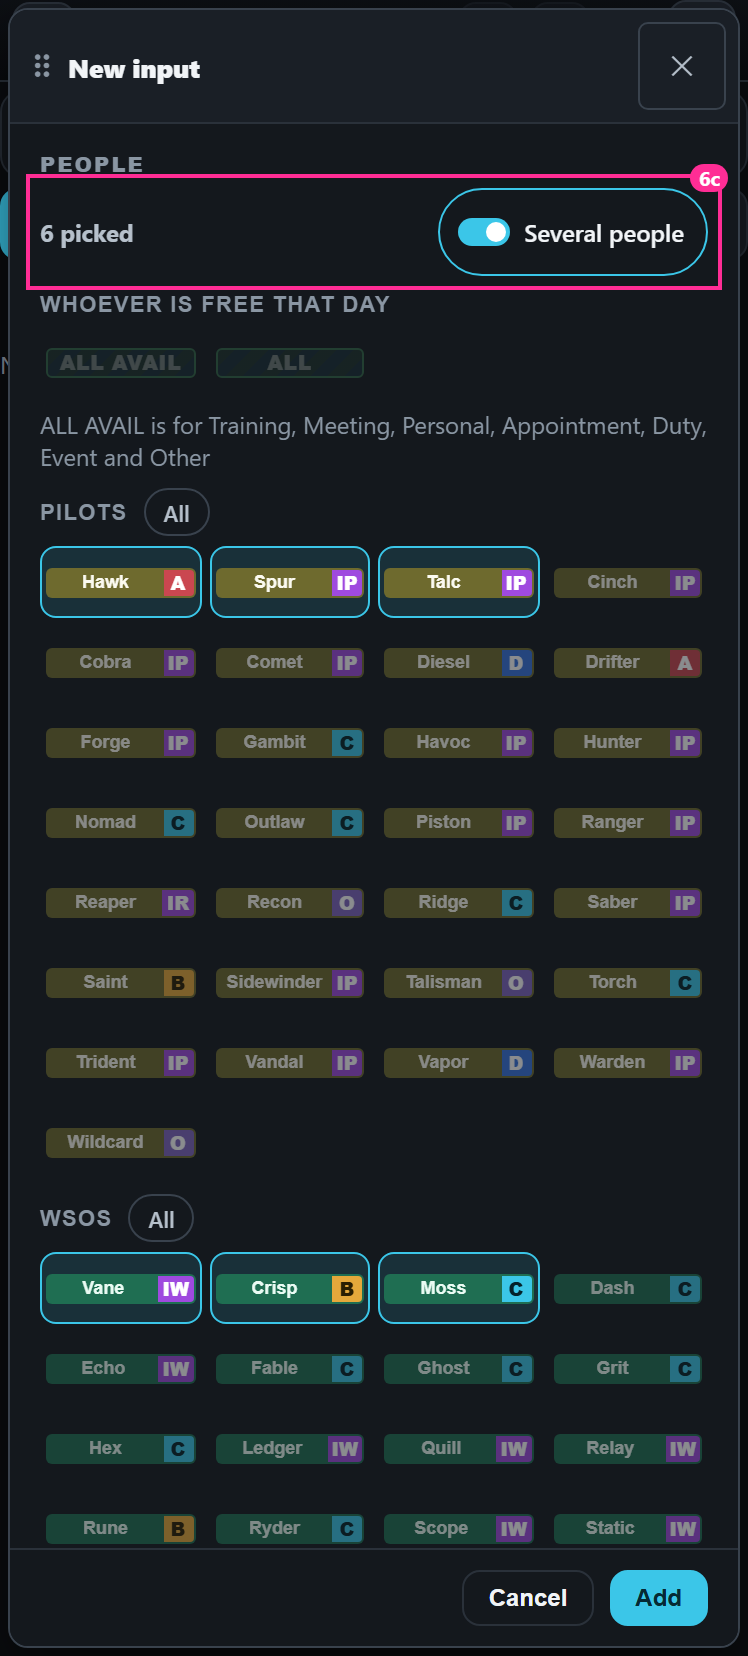 New input
PEOPLE
6c
6 picked
Several people
WHOEVER IS FREE THAT DAY
ALL AVAIL ALL
ALL AVAIL is for Training, Meeting, Personal, Appointment, Duty,
Event and Other
PILOTS All
Hawk A Spur IP Talc IP Cinch IP
Cobra IP Comet IP Diesel D Drifter A
Forge IP Gambit C Havoc IP Hunter IP
Nomad C Outlaw C Piston IP Ranger IP
Reaper IR Recon O Ridge C Saber IP
Saint B Sidewinder IP Talisman O Torch C
Trident IP Vandal IP Vapor D Warden IP
Wildcard O
WSOS All
Vane IW Crisp B Moss C Dash C
Echo IW Fable C Ghost C Grit C
Hex C Ledger IW Quill IW Relay IW
Rune B Ryder C Scope IW Static IW
Cancel Add